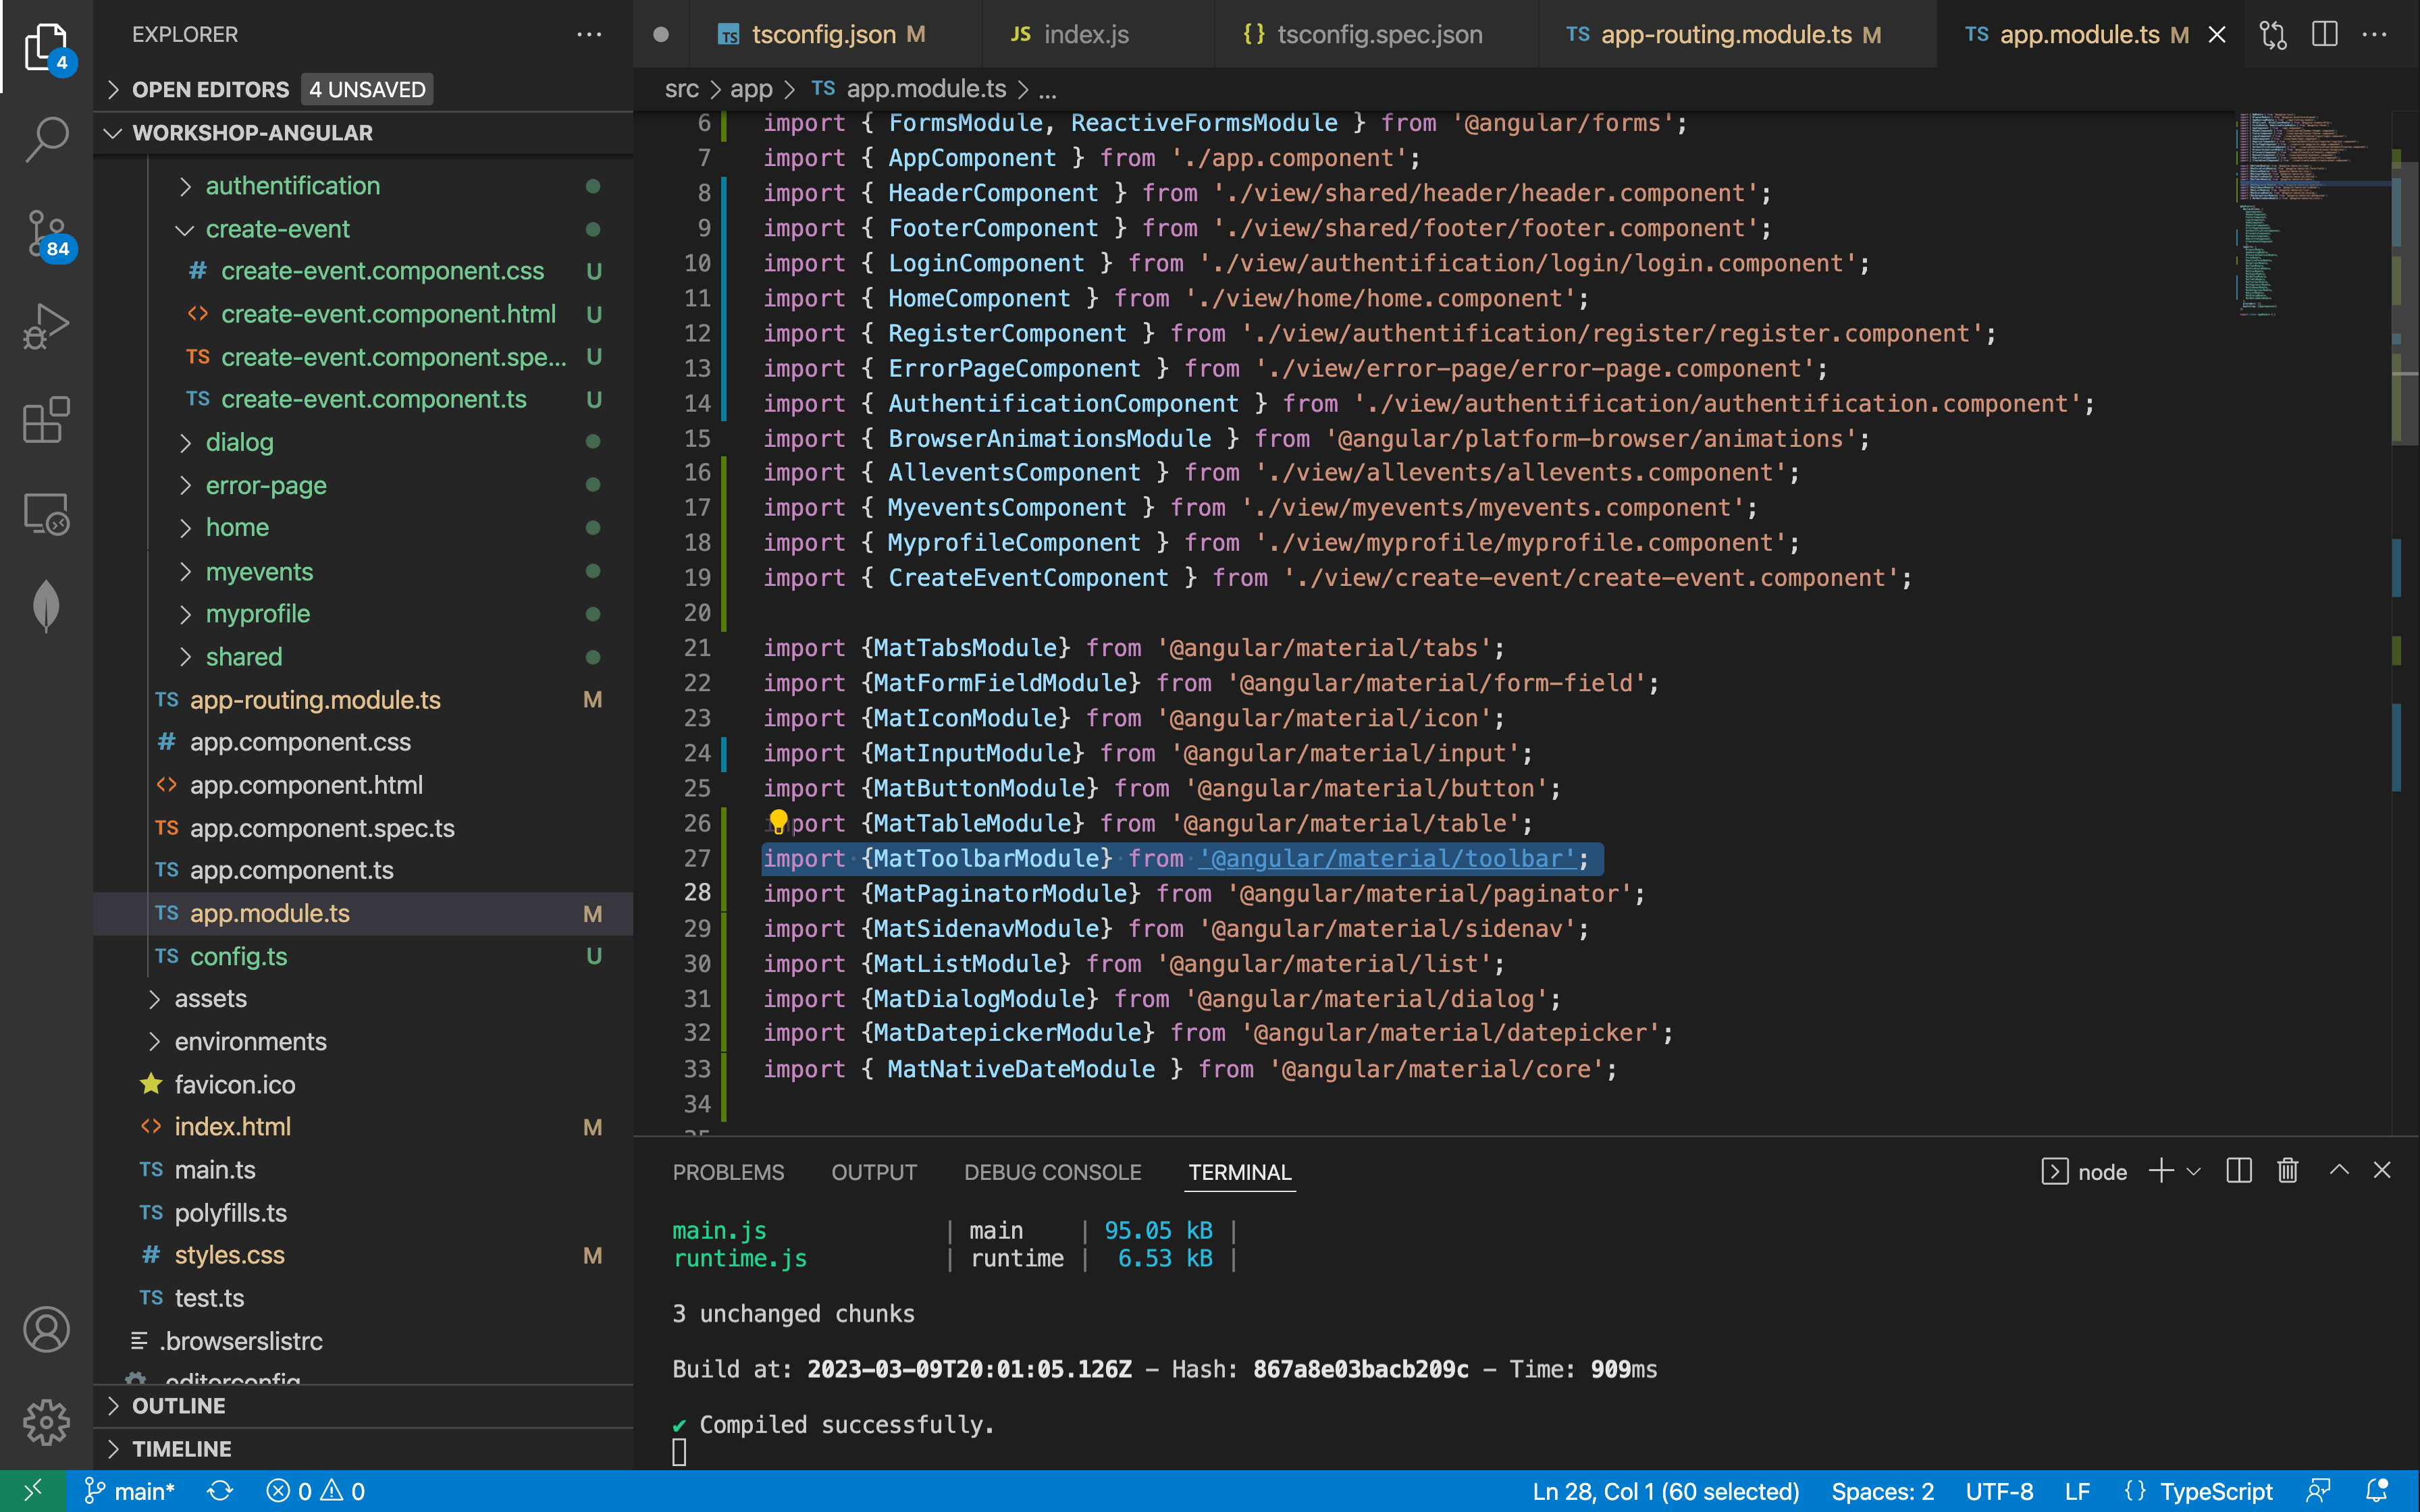 EXPLORER
4
84
OPEN EDITORS 4 UNSAVED
WORKSHOP-ANGULAR
authentification
create-event
# create-event.component.css U
<> create-event.component.html U
TS create-event.component.spe... U
TS create-event.component.ts U
dialog
error-page
home
myevents
myprofile
shared
TS app-routing.module.ts M
# app.component.css
<> app.component.html
TS app.component.spec.ts
TS app.component.ts
TS app.module.ts M
TS config.ts U
assets
environments
favicon.ico
<> index.html M
TS main.ts
TS polyfills.ts
# styles.css M
TS test.ts
.browserslistrc
.editorconfig
OUTLINE
TIMELINE
TS tsconfig.json M
JS index.js
{} tsconfig.spec.json
TS app-routing.module.ts M
TS app.module.ts M
src > app > TS app.module.ts > ...
6 import { FormsModule, ReactiveFormsModule } from '@angular/forms';
7 import { AppComponent } from './app.component';
8 import { HeaderComponent } from './view/shared/header/header.component';
9 import { FooterComponent } from './view/shared/footer/footer.component';
10 import { LoginComponent } from './view/authentification/login/login.component';
11 import { HomeComponent } from './view/home/home.component';
12 import { RegisterComponent } from './view/authentification/register/register.component';
13 import { ErrorPageComponent } from './view/error-page/error-page.component';
14 import { AuthentificationComponent } from './view/authentification/authentification.component';
15 import { BrowserAnimationsModule } from '@angular/platform-browser/animations';
16 import { AlleventsComponent } from './view/allevents/allevents.component';
17 import { MyeventsComponent } from './view/myevents/myevents.component';
18 import { MyprofileComponent } from './view/myprofile/myprofile.component';
19 import { CreateEventComponent } from './view/create-event/create-event.component';
20
21 import {MatTabsModule} from '@angular/material/tabs';
22 import {MatFormFieldModule} from '@angular/material/form-field';
23 import {MatIconModule} from '@angular/material/icon';
24 import {MatInputModule} from '@angular/material/input';
25 import {MatButtonModule} from '@angular/material/button';
26 import {MatTableModule} from '@angular/material/table';
27 import {MatToolbarModule} from '@angular/material/toolbar';
28 import {MatPaginatorModule} from '@angular/material/paginator';
29 import {MatSidenavModule} from '@angular/material/sidenav';
30 import {MatListModule} from '@angular/material/list';
31 import {MatDialogModule} from '@angular/material/dialog';
32 import {MatDatepickerModule} from '@angular/material/datepicker';
33 import { MatNativeDateModule } from '@angular/material/core';
34
35
PROBLEMS OUTPUT DEBUG CONSOLE TERMINAL
node
main.js | main | 95.05 kB |
runtime.js | runtime | 6.53 kB |
3 unchanged chunks
Build at: 2023-03-09T20:01:05.126Z - Hash: 867a8e03bacb209c - Time: 909ms
✔ Compiled successfully.
main* 0 0
Ln 28, Col 1 (60 selected) Spaces: 2 UTF-8 LF {} TypeScript